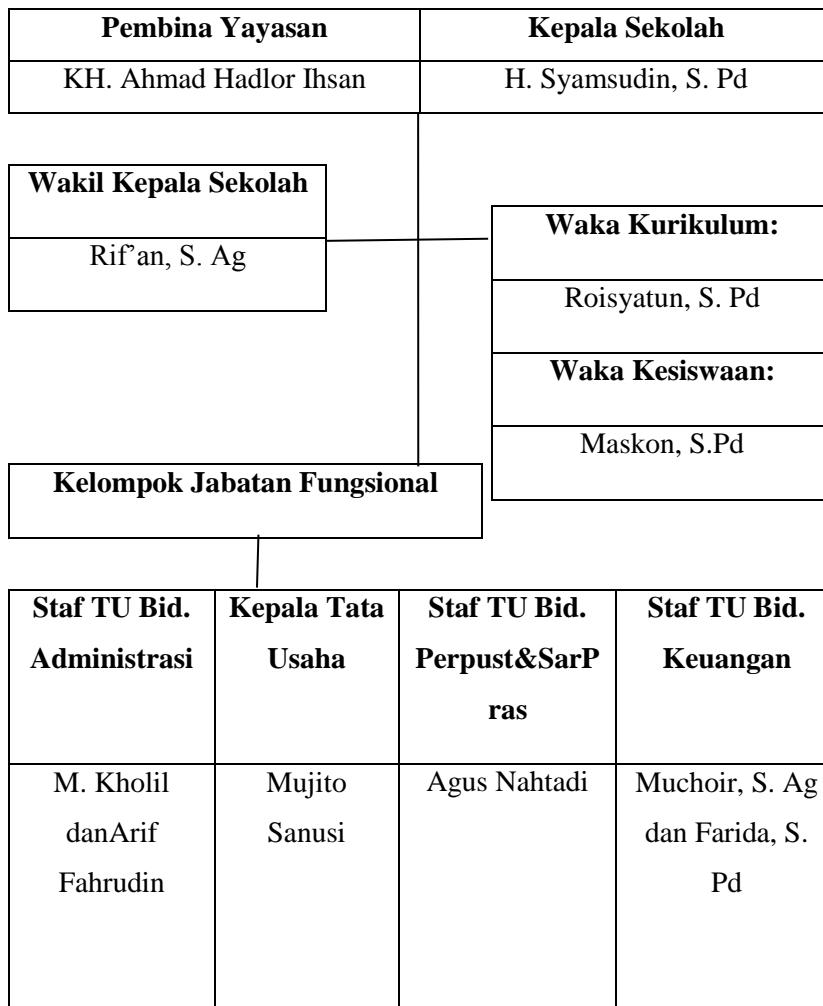 Pembina Yayasan
Kepala Sekolah
KH. Ahmad Hadlor Ihsan
H. Syamsudin, S. Pd
Wakil Kepala Sekolah
Rif'an, S. Ag
Waka Kurikulum:
Roisyatun, S. Pd
Waka Kesiswaan:
Maskon, S.Pd
Kelompok Jabatan Fungsional
Staf TU Bid.
Administrasi
Kepala Tata
Usaha
Staf TU Bid.
Perpust&SarP
ras
Staf TU Bid.
Keuangan
M. Kholil
danArif
Fahrudin
Mujito
Sanusi
Agus Nahtadi
Muchoir, S. Ag
dan Farida, S.
Pd